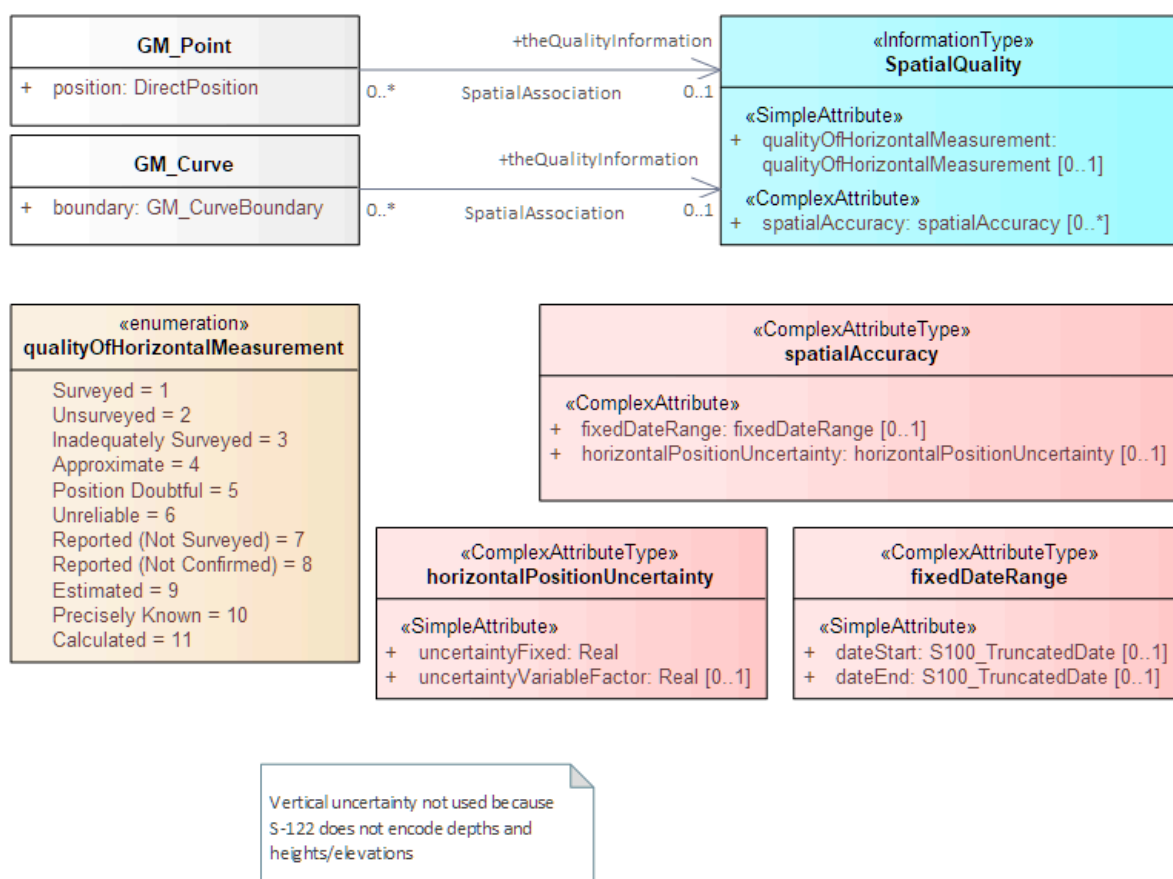 GM_Point
+ position: DirectPosition
+theQualityInformation
0..* SpatialAssociation 0..1
GM_Curve
+ boundary: GM_CurveBoundary
+theQualityInformation
0..* SpatialAssociation 0..1
«InformationType»
SpatialQuality
«SimpleAttribute»
+ qualityOfHorizontalMeasurement:
qualityOfHorizontalMeasurement [0..1]
«ComplexAttribute»
+ spatialAccuracy: spatialAccuracy [0..*]
«enumeration»
qualityOfHorizontalMeasurement
Surveyed = 1
Unsurveyed = 2
Inadequately Surveyed = 3
Approximate = 4
Position Doubtful = 5
Unreliable = 6
Reported (Not Surveyed) = 7
Reported (Not Confirmed) = 8
Estimated = 9
Precisely Known = 10
Calculated = 11
«ComplexAttributeType»
spatialAccuracy
«ComplexAttribute»
+ fixedDateRange: fixedDateRange [0..1]
+ horizontalPositionUncertainty: horizontalPositionUncertainty [0..1]
«ComplexAttributeType»
horizontalPositionUncertainty
«SimpleAttribute»
+ uncertaintyFixed: Real
+ uncertaintyVariableFactor: Real [0..1]
«ComplexAttributeType»
fixedDateRange
«SimpleAttribute»
+ dateStart: S100_TruncatedDate [0..1]
+ dateEnd: S100_TruncatedDate [0..1]
Vertical uncertainty not used because
S-122 does not encode depths and
heights/elevations